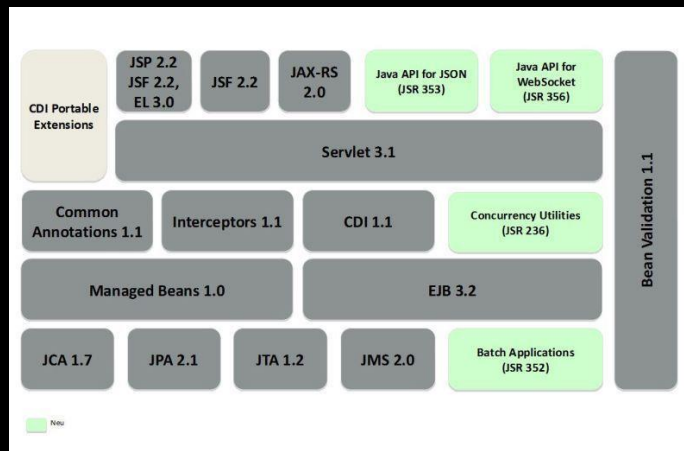 CDI Portable
Extensions
JSP 2.2
JSF 2.2,
EL 3.0
JSF 2.2
JAX-RS
2.0
Java API for JSON
(JSR 353)
Java API for
WebSocket
(JSR 356)
Servlet 3.1
Bean Validation 1.1
Common
Annotations 1.1
Interceptors 1.1
CDI 1.1
Concurrency Utilities
(JSR 236)
Managed Beans 1.0
EJB 3.2
JCA 1.7
JPA 2.1
JTA 1.2
JMS 2.0
Batch Applications
(JSR 352)
Neu